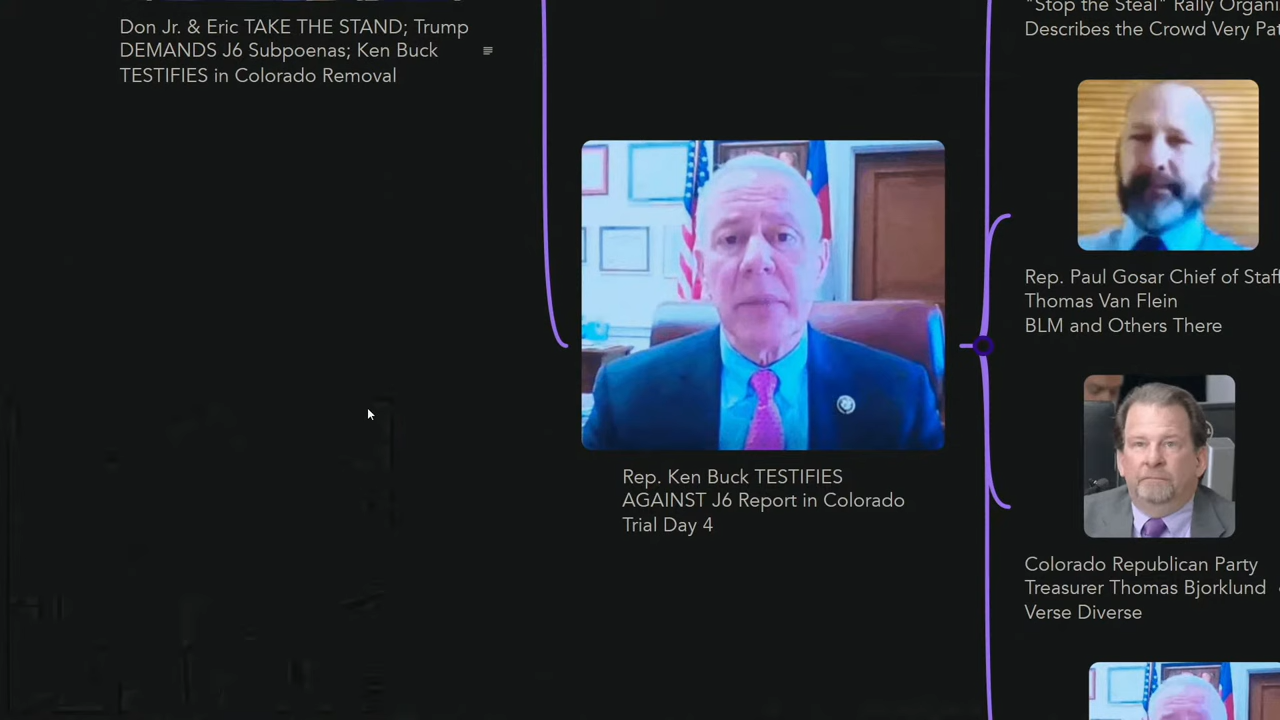 Don Jr. & Eric TAKE THE STAND; Trump
DEMANDS J6 Subpoenas; Ken Buck
TESTIFIES in Colorado Removal
Rep. Ken Buck TESTIFIES
AGAINST J6 Report in Colorado
Trial Day 4
"Stop the Steal" Rally
Describes the Crowd Very
Rep. Paul Gosar Chief of Staff
Thomas Van Flein
BLM and Others There
Colorado Republican Party
Treasurer Thomas Bjorklund
Verse Diverse